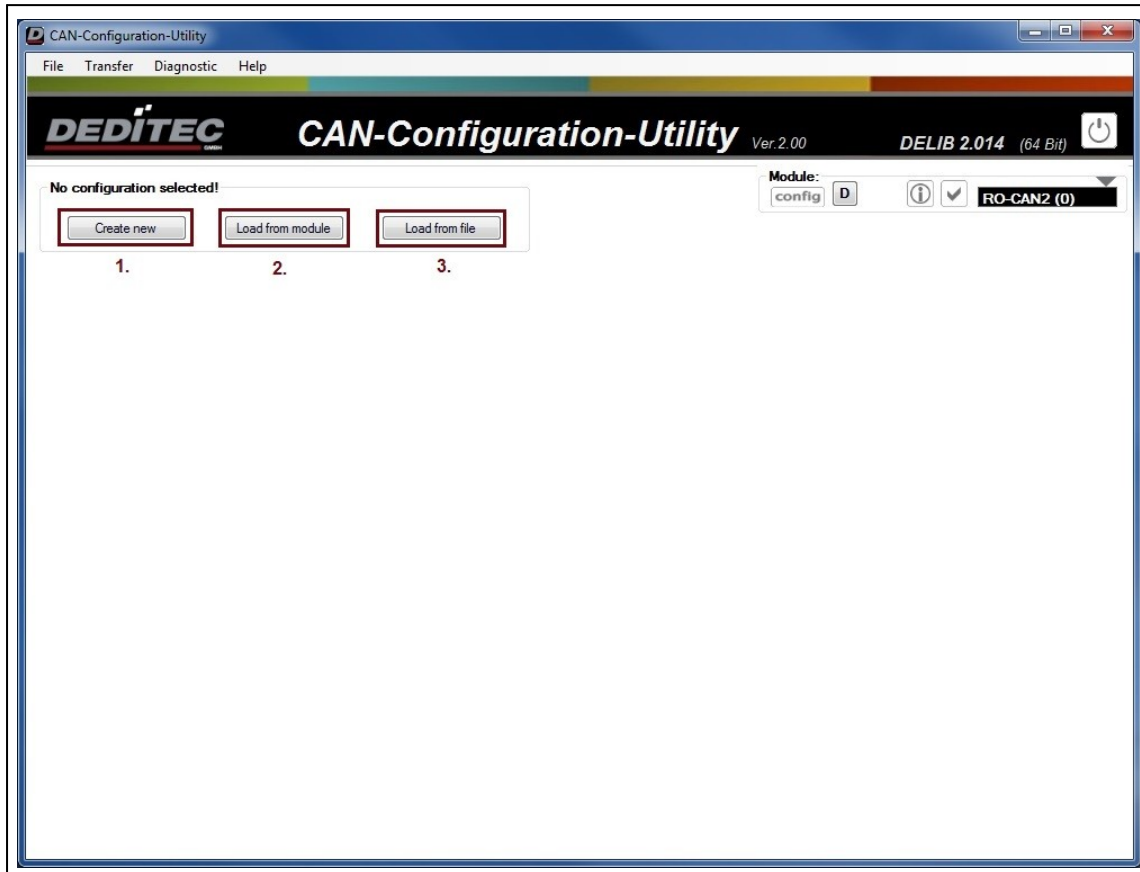 CAN-Configuration-Utility
File Transfer Diagnostic Help
DEDITEC GMBH CAN-Configuration-Utility Ver.2.00 DELIB 2.014 (64 Bit)
No configuration selected!
Module:
config D RO-CAN2 (0)
Create new Load from module Load from file
1. 2. 3.